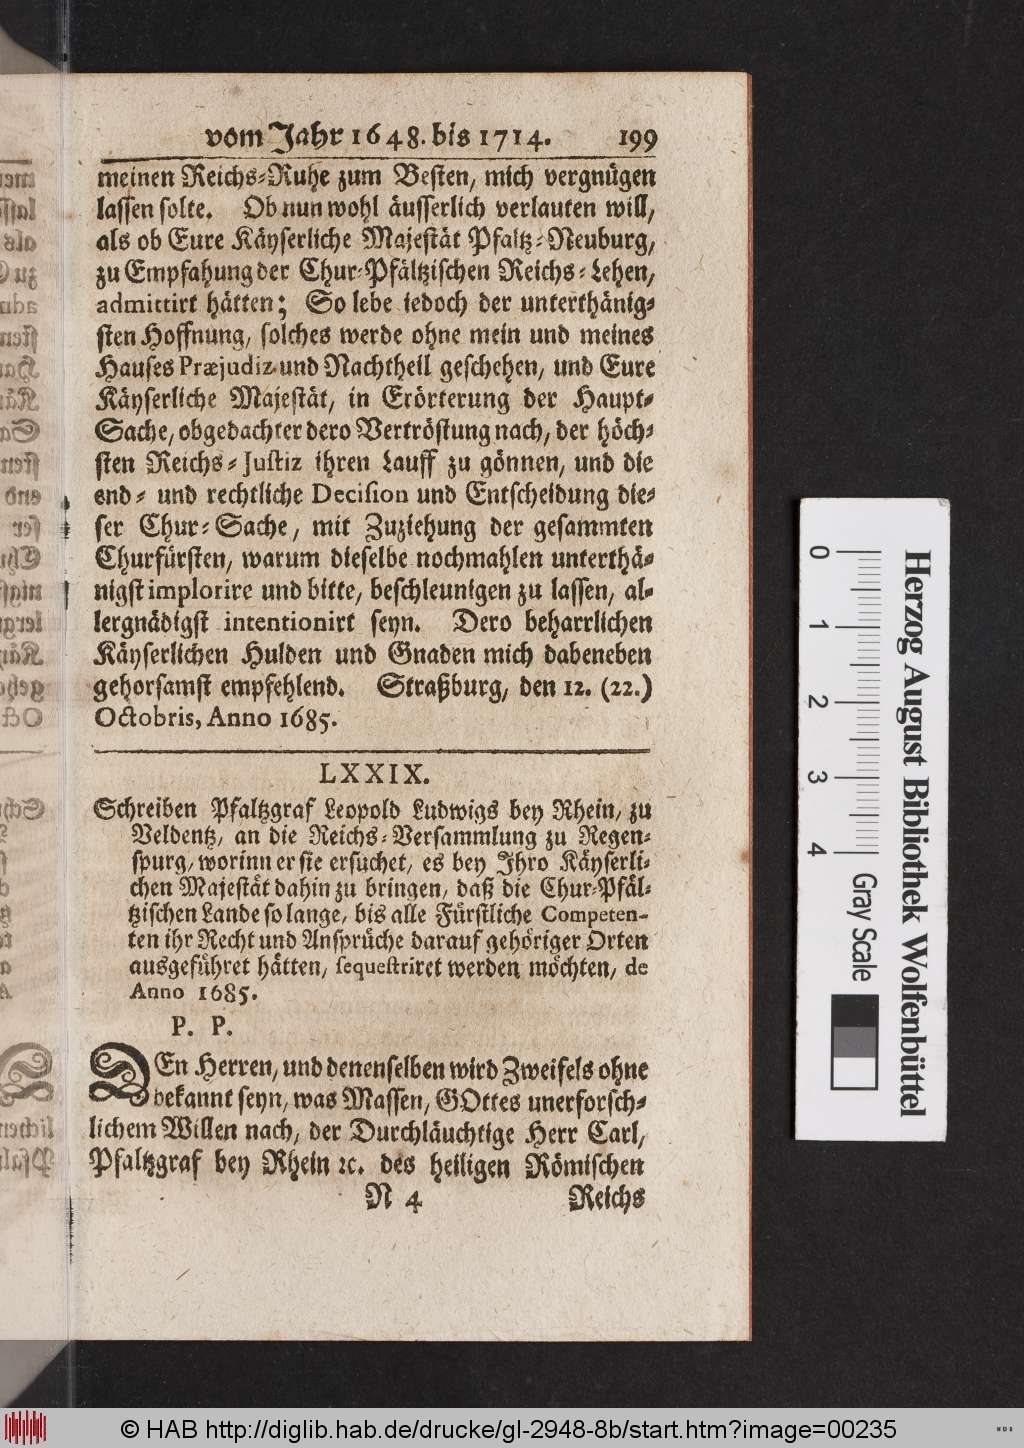 vom Jahr 1648. bis 1714. 199
meinen Reichs-Ruhe zum Besten, mich vergnügen
lassen solte. Ob nun wohl äusserlich verlauten will,
als ob Eure Käyserliche Majestät Pfaltz-Neuburg,
zu Empfahung der Chur-Pfältzischen Reichs-Lehen,
admittirt hätten; So lebe iedoch der unterthänig-
sten Hoffnung, solches werde ohne mein und meines
Hauses Præjudiz und Nachtheil geschehen, und Eure
Käyserliche Majestät, in Erörterung der Haupt-
Sache, obgedachter dero Vertröstung nach, der höch-
sten Reichs-Justiz ihren Lauff zu gönnen, und die
end- und rechtliche Decision und Entscheidung die-
ser Chur-Sache, mit Zuziehung der gesammten
Churfürsten, warum dieselbe nochmahlen unterthä-
nigst implorire und bitte, beschleunigen zu lassen, al-
lergnädigst intentionirt seyn. Dero beharrlichen
Käyserlichen Hulden und Gnaden mich dabeneben
gehorsamst empfehlend. Straßburg, den 12. (22.)
Octobris, Anno 1685.
LXXIX.
Schreiben Pfaltzgraf Leopold Ludwigs bey Rhein, zu
Veldentz, an die Reichs-Versammlung zu Regen-
spurg, worinn er sie ersuchet, es bey Ihro Käyserli-
chen Majestät dahin zu bringen, daß die Chur-Pfäl-
tzischen Lande so lange, bis alle Fürstliche Competen-
ten ihr Recht und Ansprüche darauf gehöriger Orten
ausgeführet hätten, sequestriret werden möchten, de
Anno 1685.
P. P.
DEn Herren, und denenselben wird Zweifels ohne
bekannt seyn, was Massen, GOttes unerforsch-
lichem Willen nach, der Durchläuchtige Herr Carl,
Pfaltzgraf bey Rhein ꝛc. des heiligen Römischen
N 4 Reichs
0 1 2 3 4
Gray Scale
Herzog August Bibliothek Wolfenbüttel
© HAB http://diglib.hab.de/drucke/gl-2948-8b/start.htm?image=00235